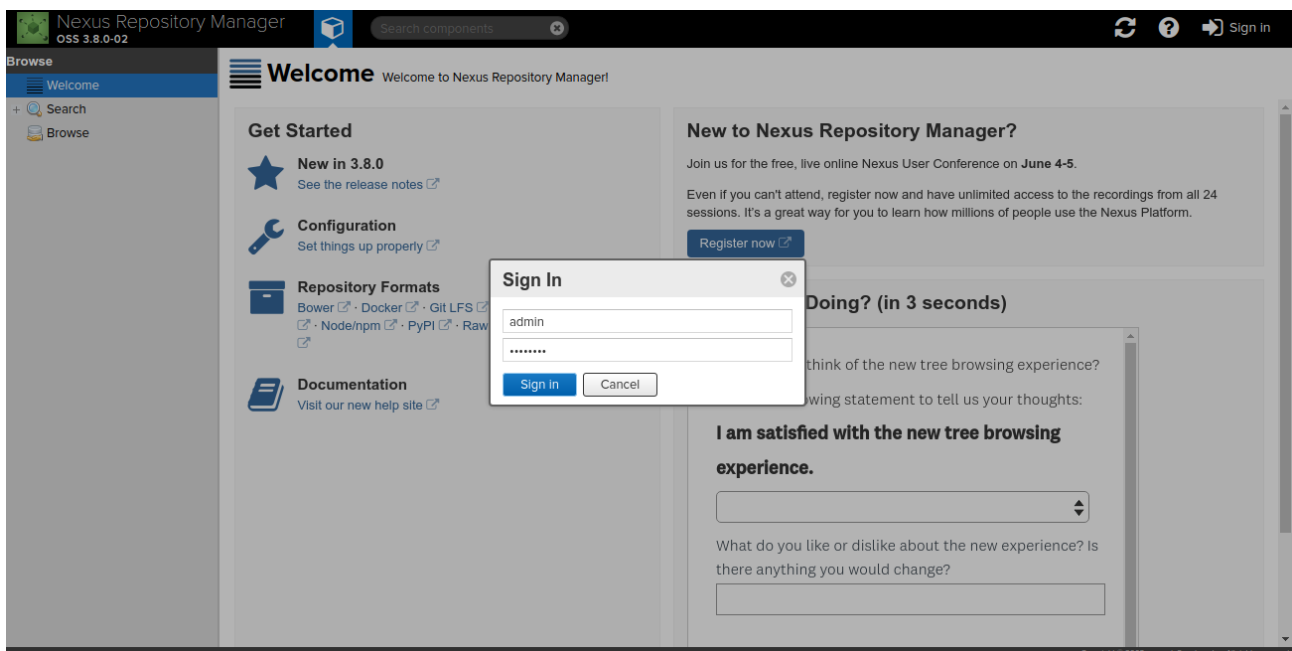 Nexus Repository Manager
OSS 3.8.0-02
Search components
Sign in
Browse
Welcome
Search
Browse
Welcome Welcome to Nexus Repository Manager!
Get Started
New in 3.8.0
See the release notes
Configuration
Set things up properly
Repository Formats
Bower · Docker · Git LFS
· Node/npm · PyPI · Raw
Documentation
Visit our new help site
New to Nexus Repository Manager?
Join us for the free, live online Nexus User Conference on June 4-5.
Even if you can't attend, register now and have unlimited access to the recordings from all 24
sessions. It's a great way for you to learn how millions of people use the Nexus Platform.
Register now
Sign In
admin
••••••••
Sign in Cancel
Doing? (in 3 seconds)
think of the new tree browsing experience?
wing statement to tell us your thoughts:
I am satisfied with the new tree browsing
experience.
What do you like or dislike about the new experience? Is
there anything you would change?